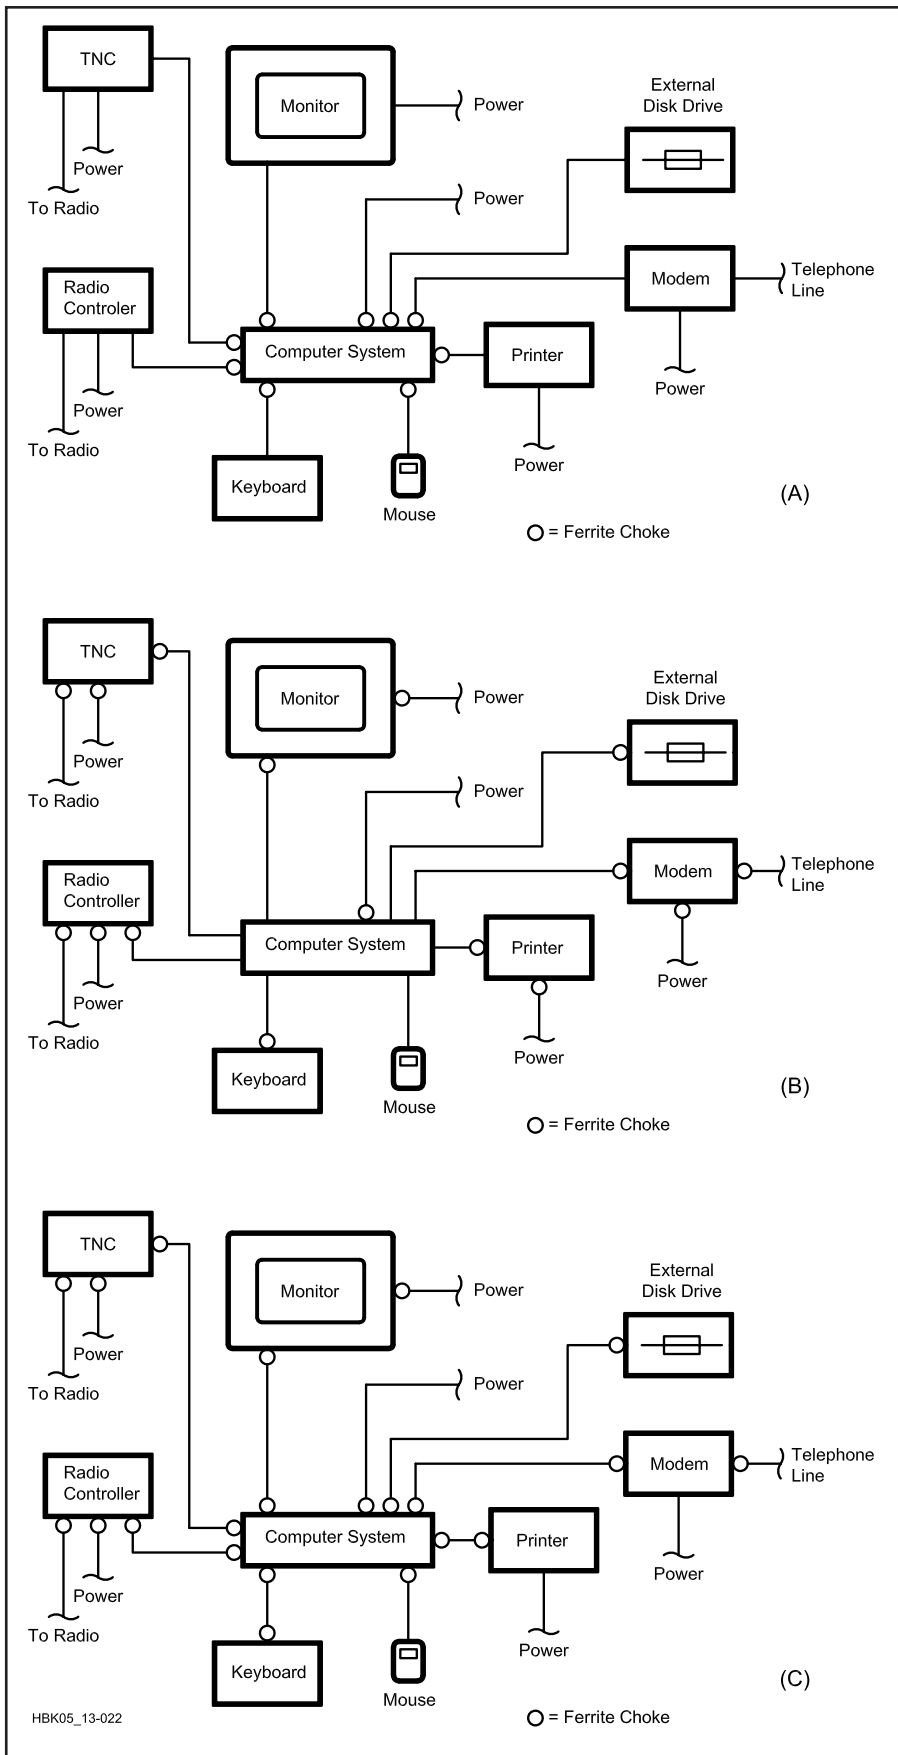 TNC
Monitor
Power
External
Disk Drive
Power
To Radio
Power
Radio
Controler
Modem
Telephone
Line
Computer System
Printer
Power
To Radio
Power
Power
Keyboard
Mouse
(A)
= Ferrite Choke
TNC
Monitor
Power
External
Disk Drive
Power
To Radio
Power
Radio
Controller
Modem
Telephone
Line
Computer System
Printer
Power
To Radio
Power
Power
Keyboard
Mouse
(B)
= Ferrite Choke
TNC
Monitor
Power
External
Disk Drive
Power
To Radio
Power
Radio
Controller
Modem
Telephone
Line
Computer System
Printer
Power
To Radio
Power
Power
Keyboard
Mouse
(C)
HBK05_13-022
= Ferrite Choke